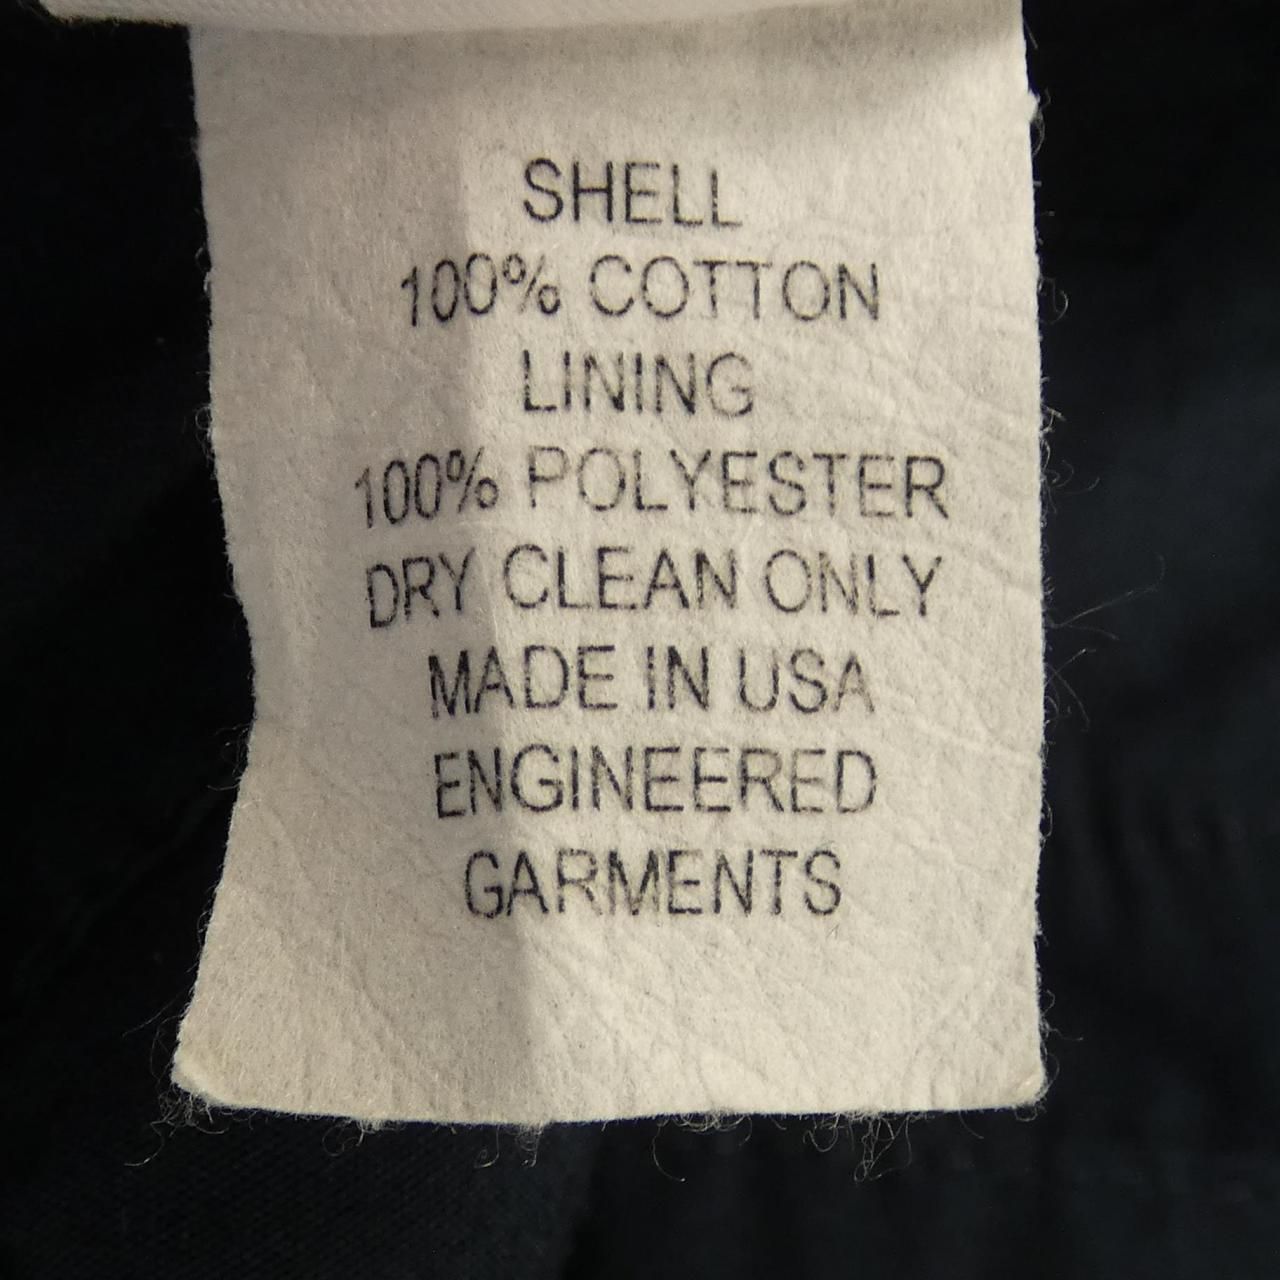 SHELL
100% COTTON
LINING
100% POLYESTER
DRY CLEAN ONLY
MADE IN USA
ENGINEERED
GARMENTS